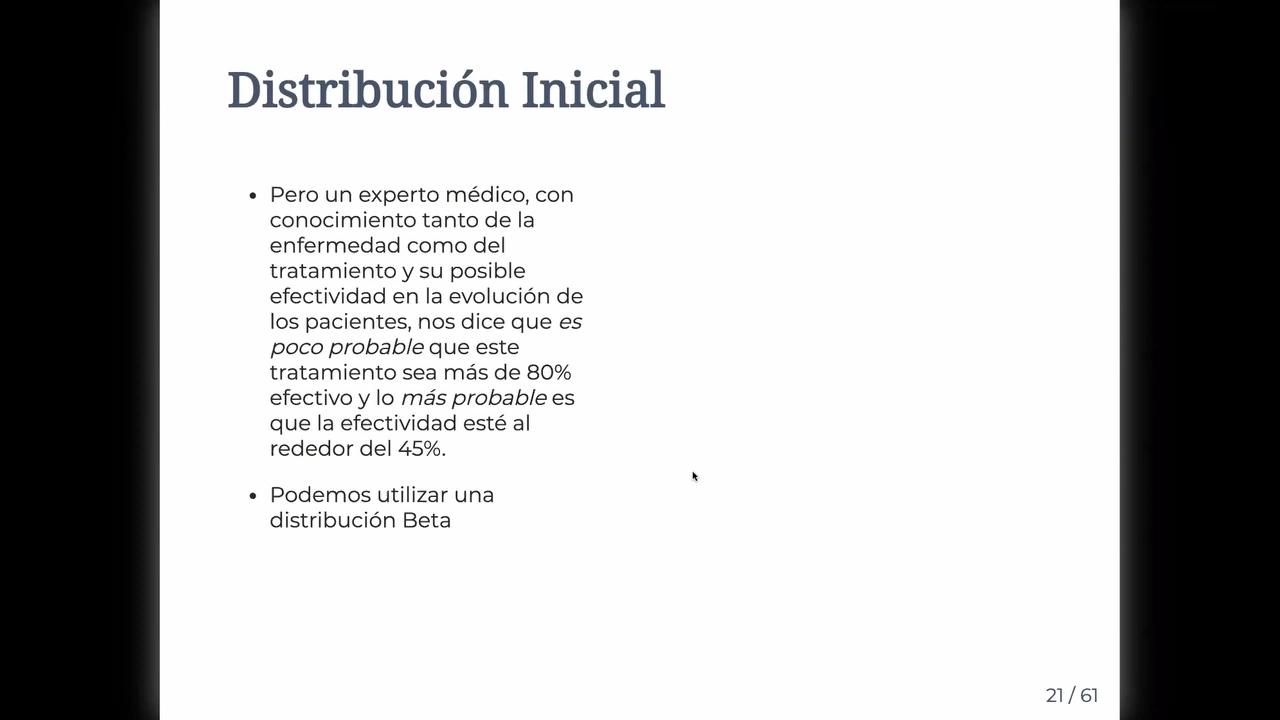 Distribución Inicial
• Pero un experto médico, con
conocimiento tanto de la
enfermedad como del
tratamiento y su posible
efectividad en la evolución de
los pacientes, nos dice que es
poco probable que este
tratamiento sea más de 80%
efectivo y lo más probable es
que la efectividad esté al
rededor del 45%.
• Podemos utilizar una
distribución Beta
21 / 61